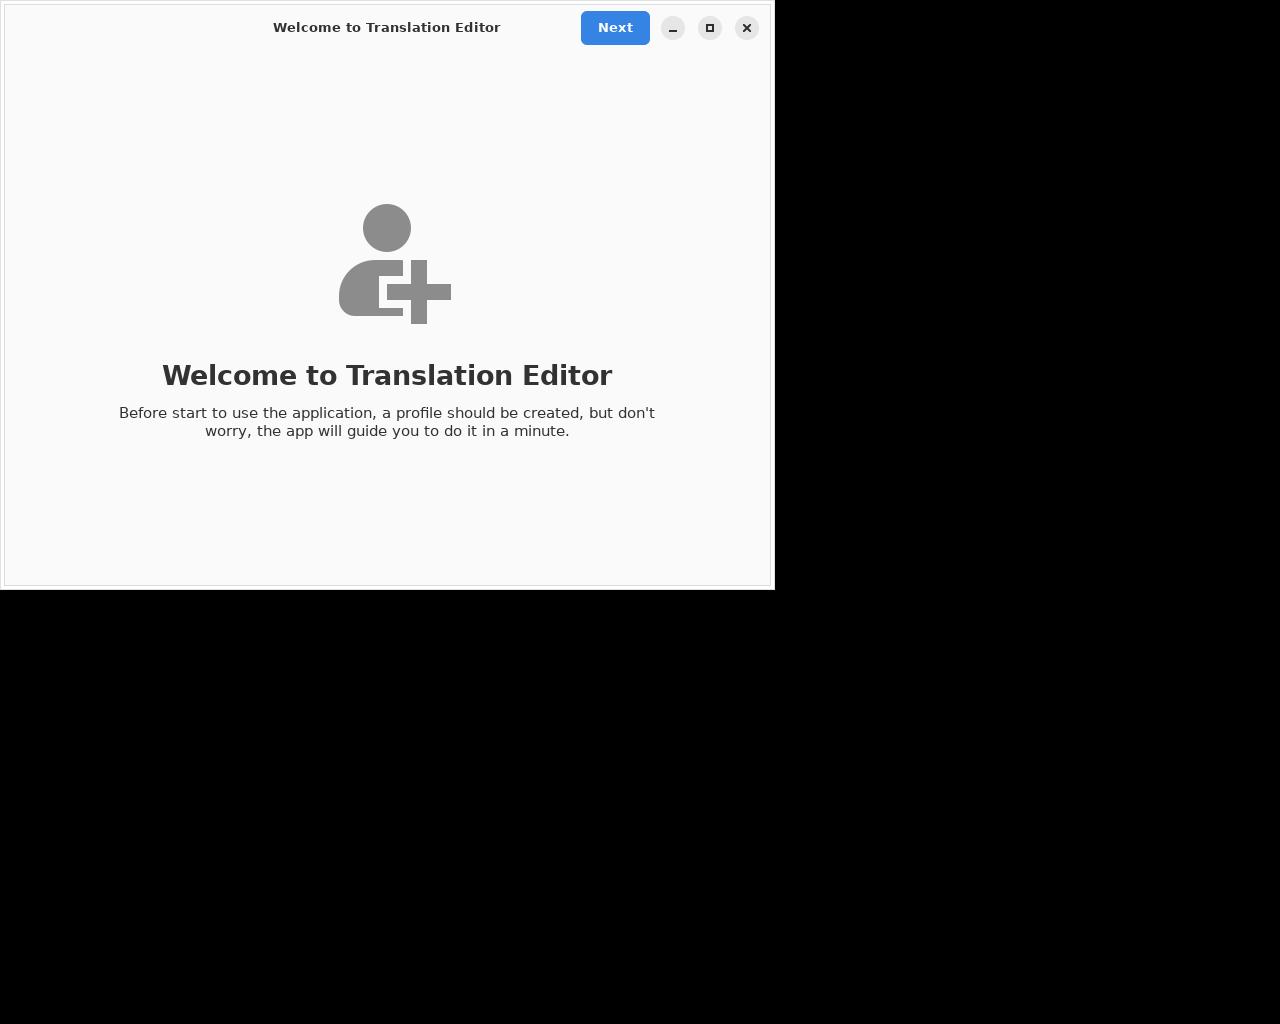 Welcome to Translation Editor
Next
Welcome to Translation Editor
Before start to use the application, a profile should be created, but don't
worry, the app will guide you to do it in a minute.